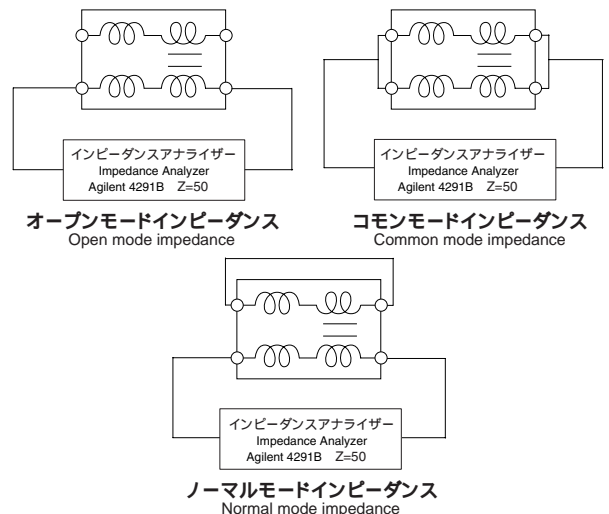 インピーダンスアナライザー
Impedance Analyzer
Agilent 4291B Z=50
オープンモードインピーダンス
Open mode impedance
インピーダンスアナライザー
Impedance Analyzer
Agilent 4291B Z=50
コモンモードインピーダンス
Common mode impedance
インピーダンスアナライザー
Impedance Analyzer
Agilent 4291B Z=50
ノーマルモードインピーダンス
Normal mode impedance